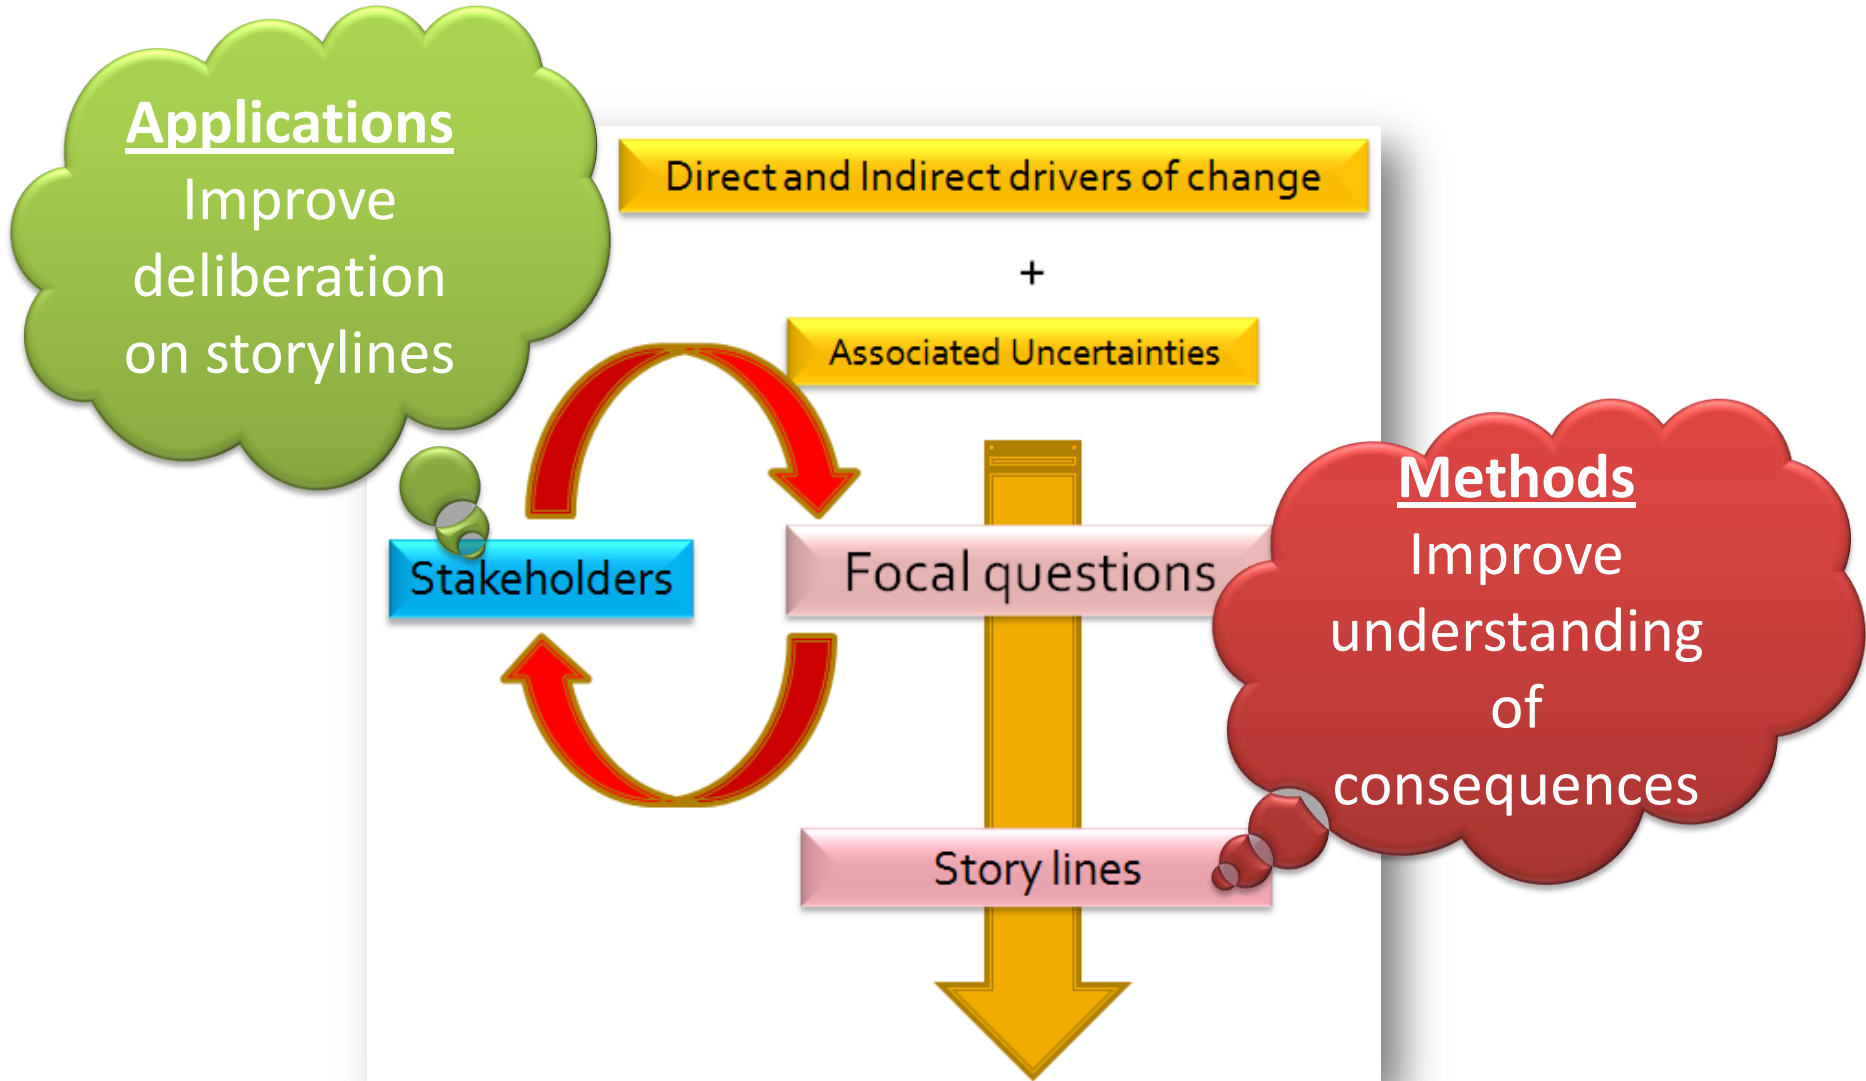 Applications
Improve
deliberation
on storylines
Direct and Indirect drivers of change
+
Associated Uncertainties
Stakeholders
Focal questions
Methods
Improve
understanding
of
consequences
Story lines